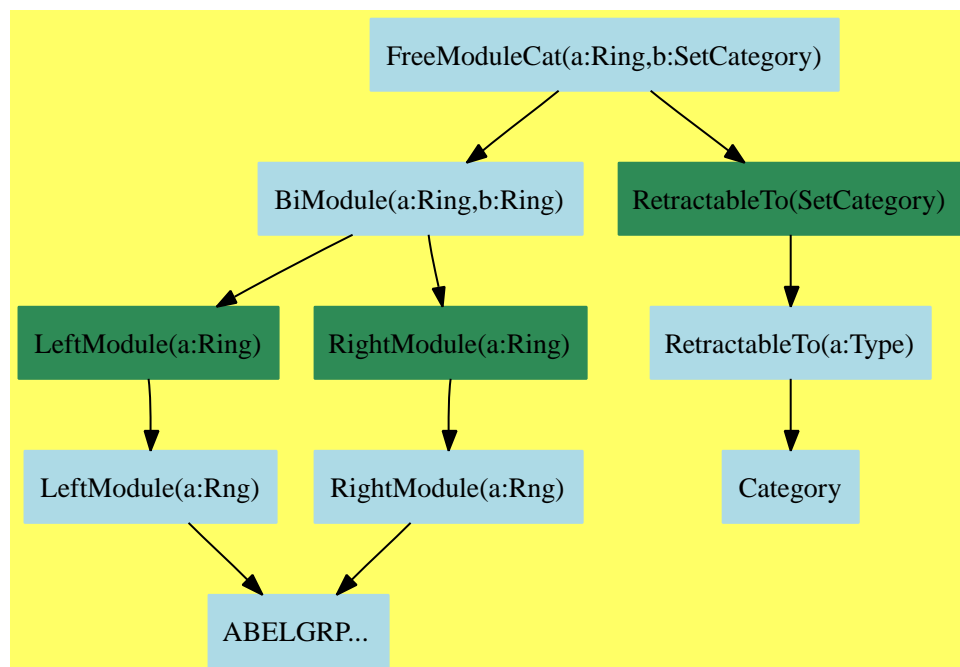 FreeModuleCat(a:Ring,b:SetCategory)
BiModule(a:Ring,b:Ring)
RetractableTo(SetCategory)
LeftModule(a:Ring)
RightModule(a:Ring)
RetractableTo(a:Type)
LeftModule(a:Rng)
RightModule(a:Rng)
Category
ABELGRP...